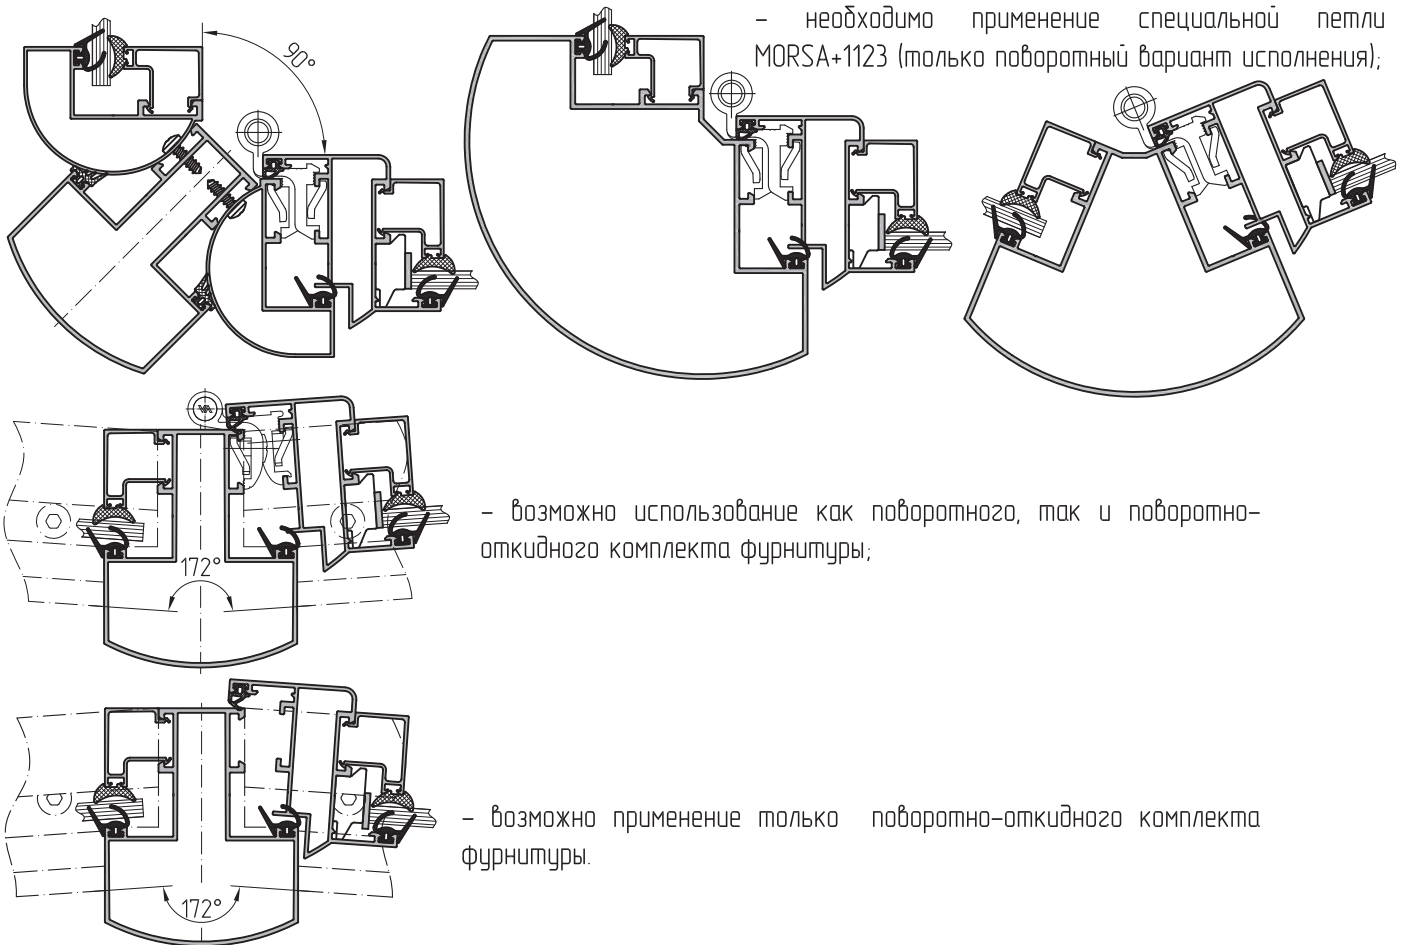 – необходимо применение специальной петли
MORSA+1123 (только поворотный вариант исполнения);
90°
– возможно использование как поворотного, так и поворотно-
откидного комплекта фурнитуры;
172°
– возможно применение только поворотно-откидного комплекта
фурнитуры.
172°